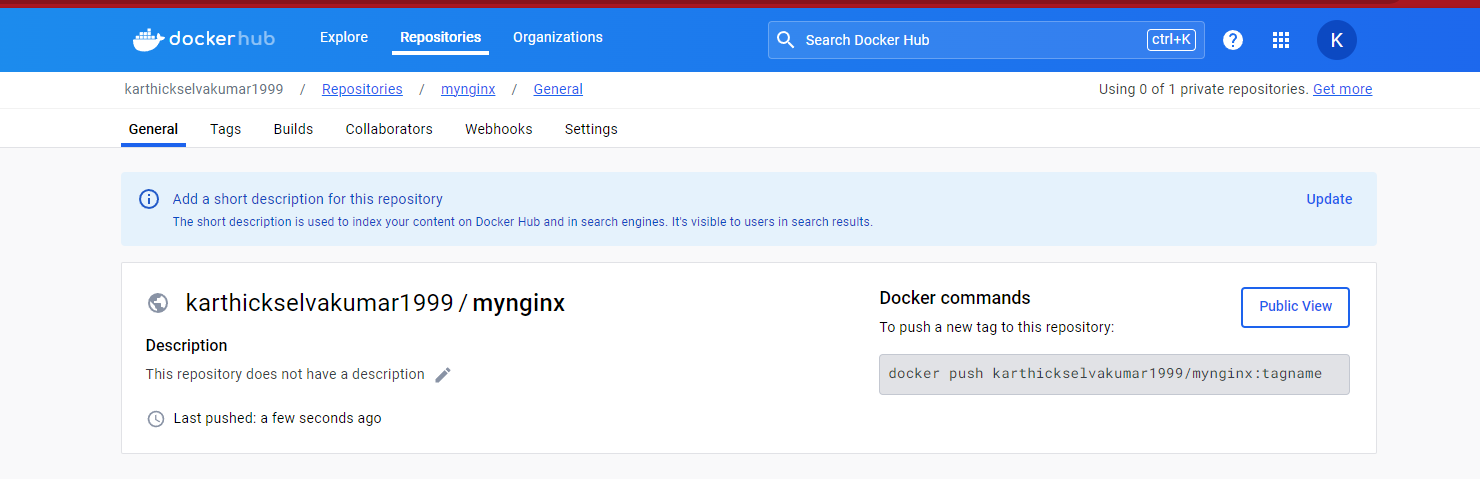 dockerhub Explore Repositories Organizations Search Docker Hub ctrl+K ? K
karthickselvakumar1999 / Repositories / mynginx / General Using 0 of 1 private repositories. Get more
General Tags Builds Collaborators Webhooks Settings
Add a short description for this repository Update
The short description is used to index your content on Docker Hub and in search engines. It's visible to users in search results.
karthickselvakumar1999 / mynginx
Description
This repository does not have a description
Last pushed: a few seconds ago
Docker commands Public View
To push a new tag to this repository:
docker push karthickselvakumar1999/mynginx:tagname